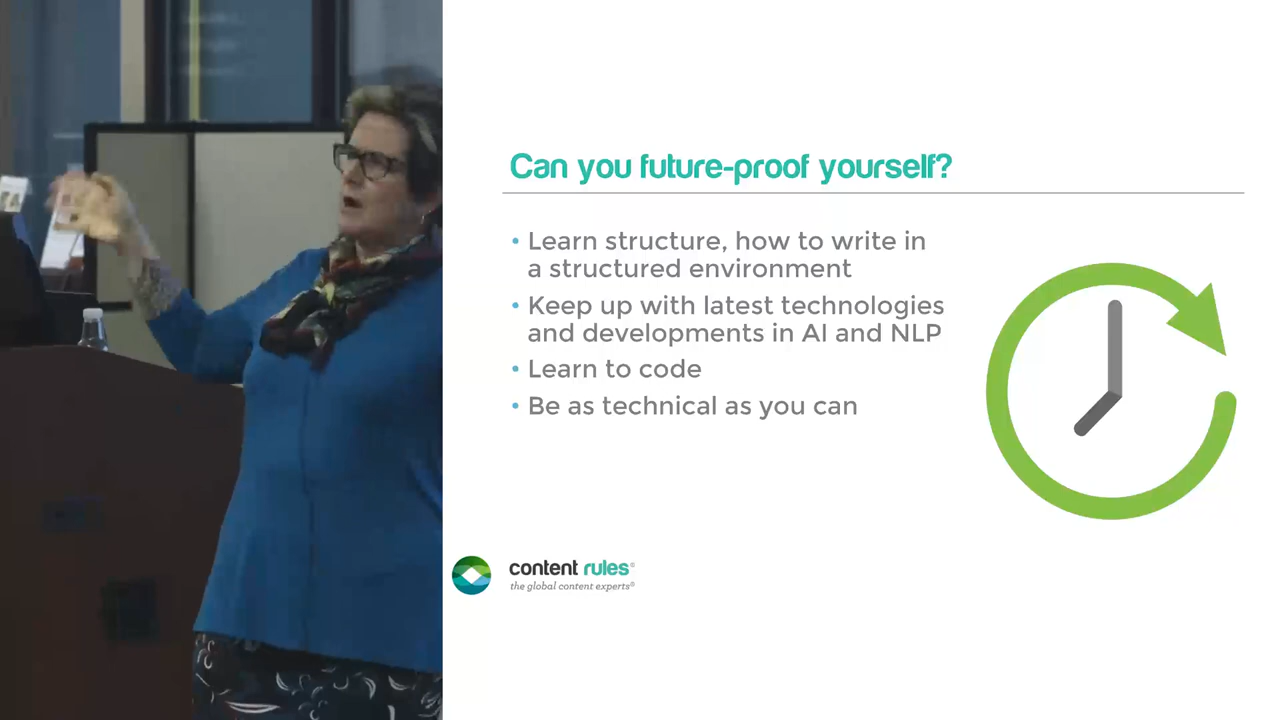 Can you future-proof yourself?
• Learn structure, how to write in
a structured environment
• Keep up with latest technologies
and developments in AI and NLP
• Learn to code
• Be as technical as you can
content rules®
the global content experts®